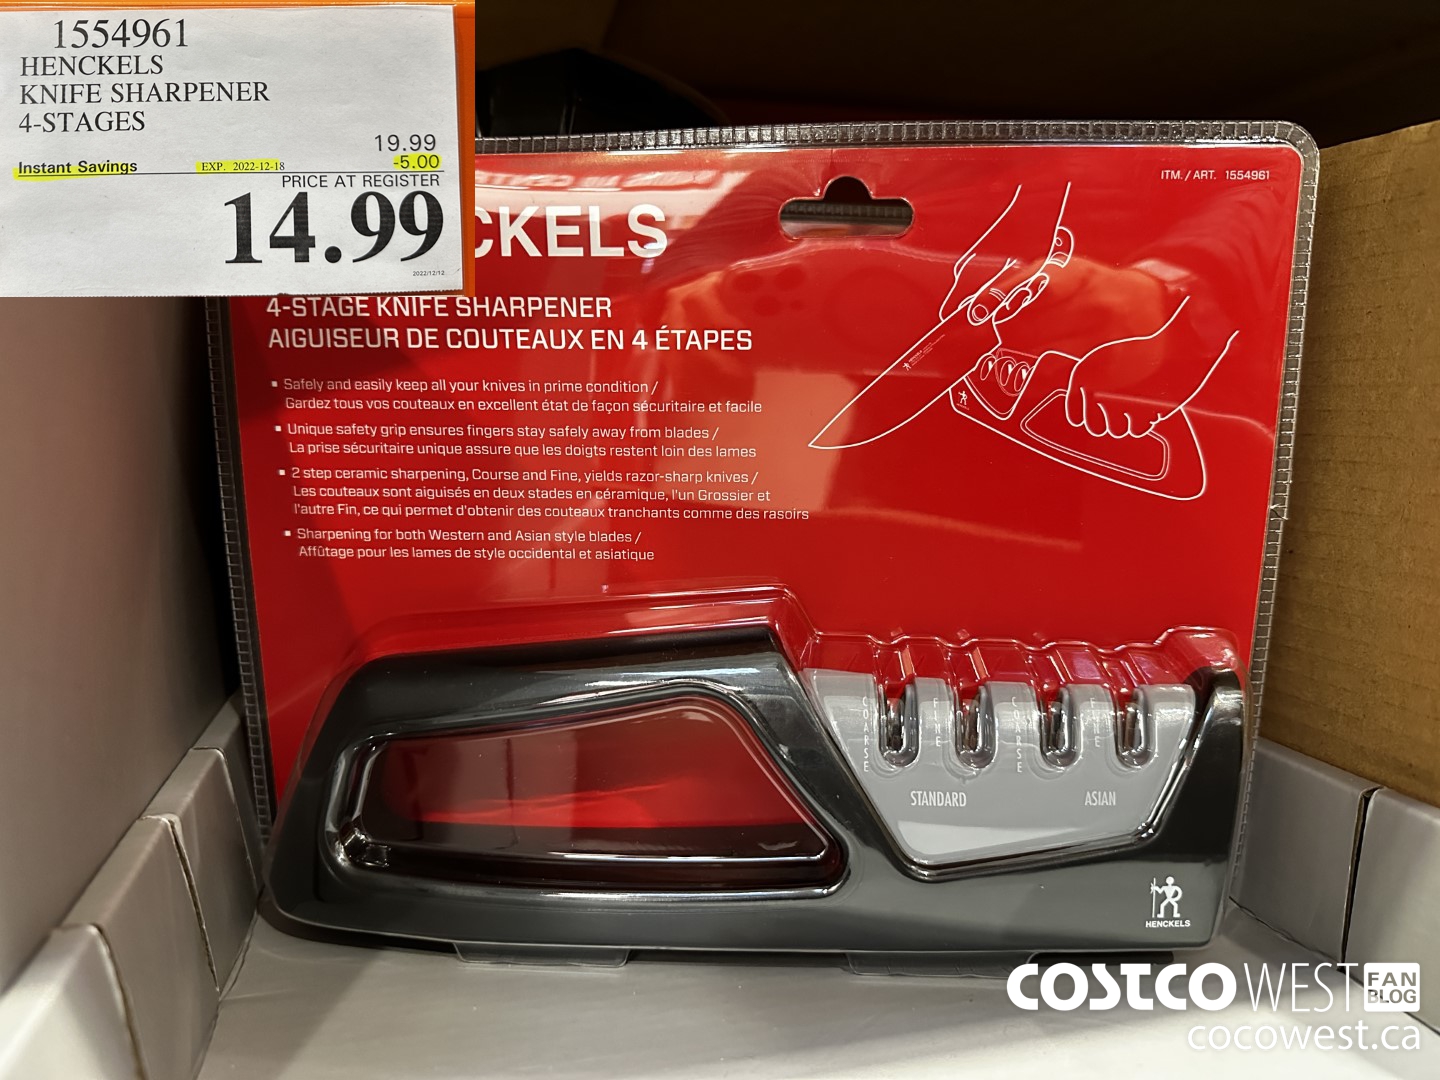 1554961
HENCKELS
KNIFE SHARPENER
4-STAGES
19.99
Instant Savings EXP. 2022-12-18 -5.00
PRICE AT REGISTER
14.99
2022/12/12
ITM. / ART. 1554961
CKELS
4-STAGE KNIFE SHARPENER
AIGUISEUR DE COUTEAUX EN 4 ÉTAPES
▪ Safely and easily keep all your knives in prime condition /
Gardez tous vos couteaux en excellent état de façon sécuritaire et facile
▪ Unique safety grip ensures fingers stay safely away from blades /
La prise sécuritaire unique assure que les doigts restent loin des lames
▪ 2 step ceramic sharpening, Course and Fine, yields razor-sharp knives /
Les couteaux sont aiguisés en deux stades en céramique, l'un Grossier et
l'autre Fin, ce qui permet d'obtenir des couteaux tranchants comme des rasoirs
▪ Sharpening for both Western and Asian style blades /
Affûtage pour les lames de style occidental et asiatique
COARSE FINE COARSE FINE
STANDARD ASIAN
HENCKELS
COSTCO WEST FAN BLOG
cocowest.ca